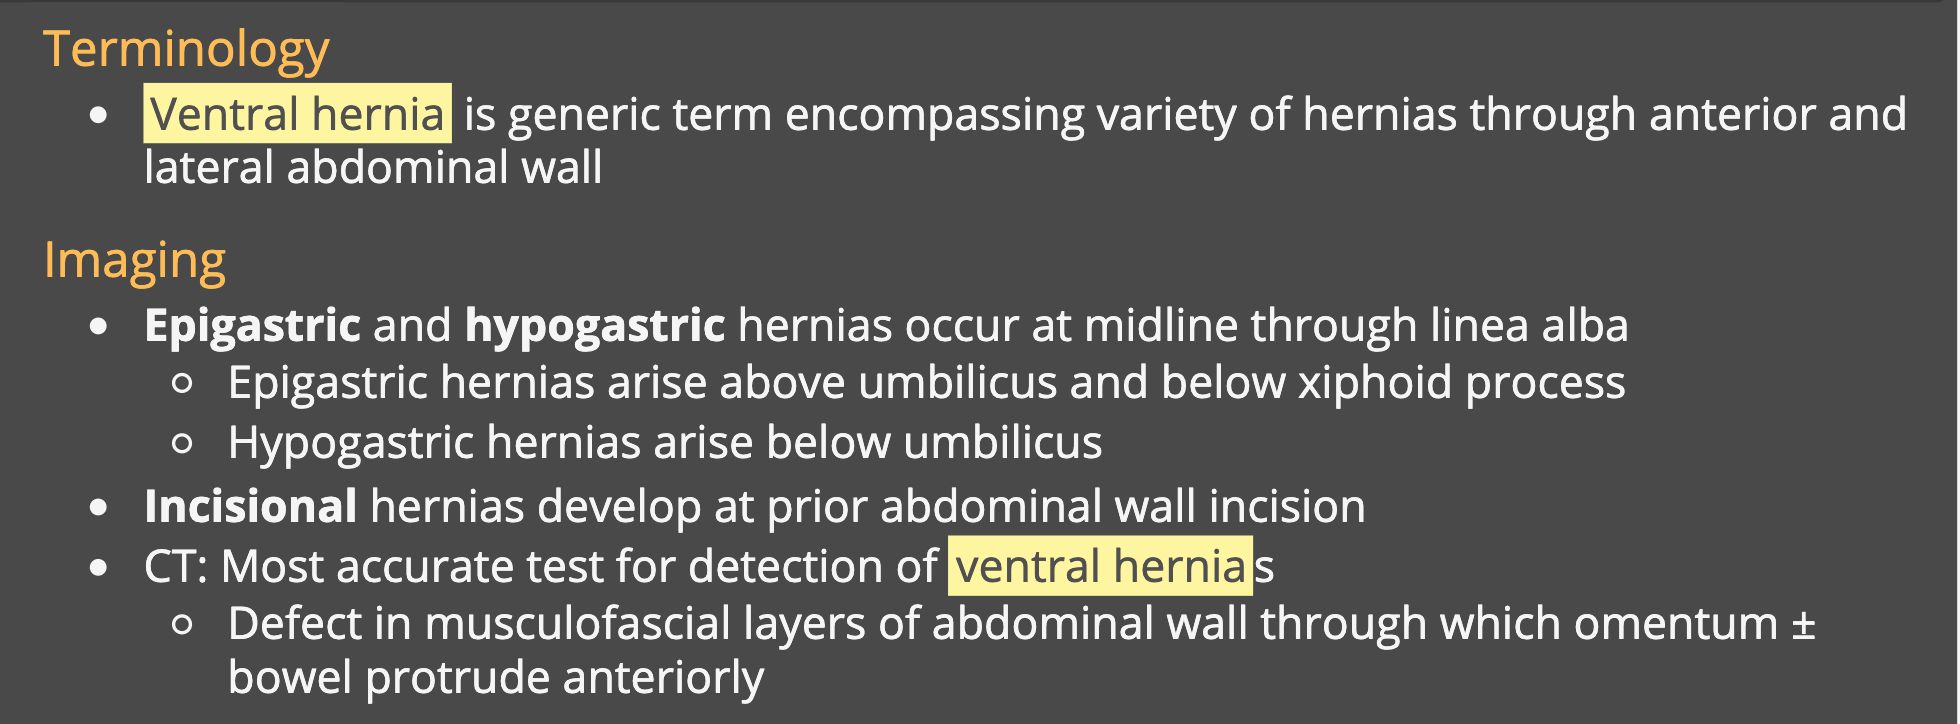 Terminology
• Ventral hernia is generic term encompassing variety of hernias through anterior and
lateral abdominal wall
Imaging
• Epigastric and hypogastric hernias occur at midline through linea alba
○ Epigastric hernias arise above umbilicus and below xiphoid process
○ Hypogastric hernias arise below umbilicus
• Incisional hernias develop at prior abdominal wall incision
• CT: Most accurate test for detection of ventral hernias
○ Defect in musculofascial layers of abdominal wall through which omentum ±
bowel protrude anteriorly